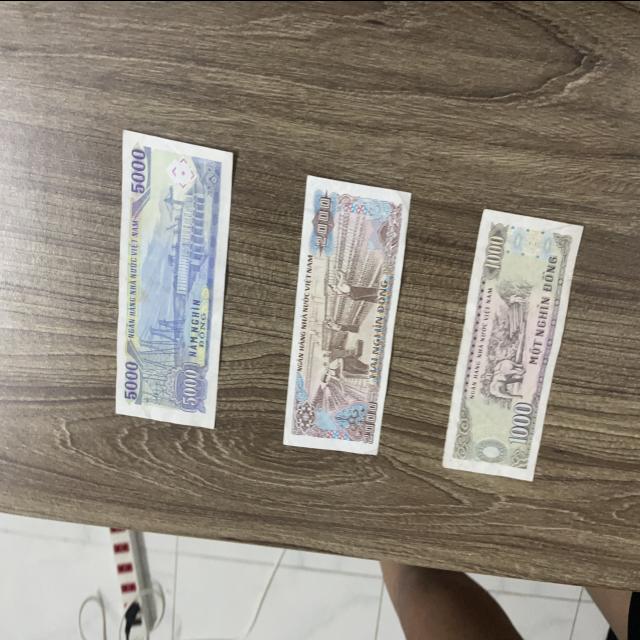 5000
NGÂN HÀNG NHÀ NƯỚC VIỆT NAM
NĂM NGHÌN
ĐỒNG
5000
5000
NGÂN HÀNG NHÀ NƯỚC VIỆT NAM
HAI NGHÌN ĐỒNG
1000
NGÂN HÀNG NHÀ NƯỚC VIỆT NAM
MỘT NGHÌN ĐỒNG
1000